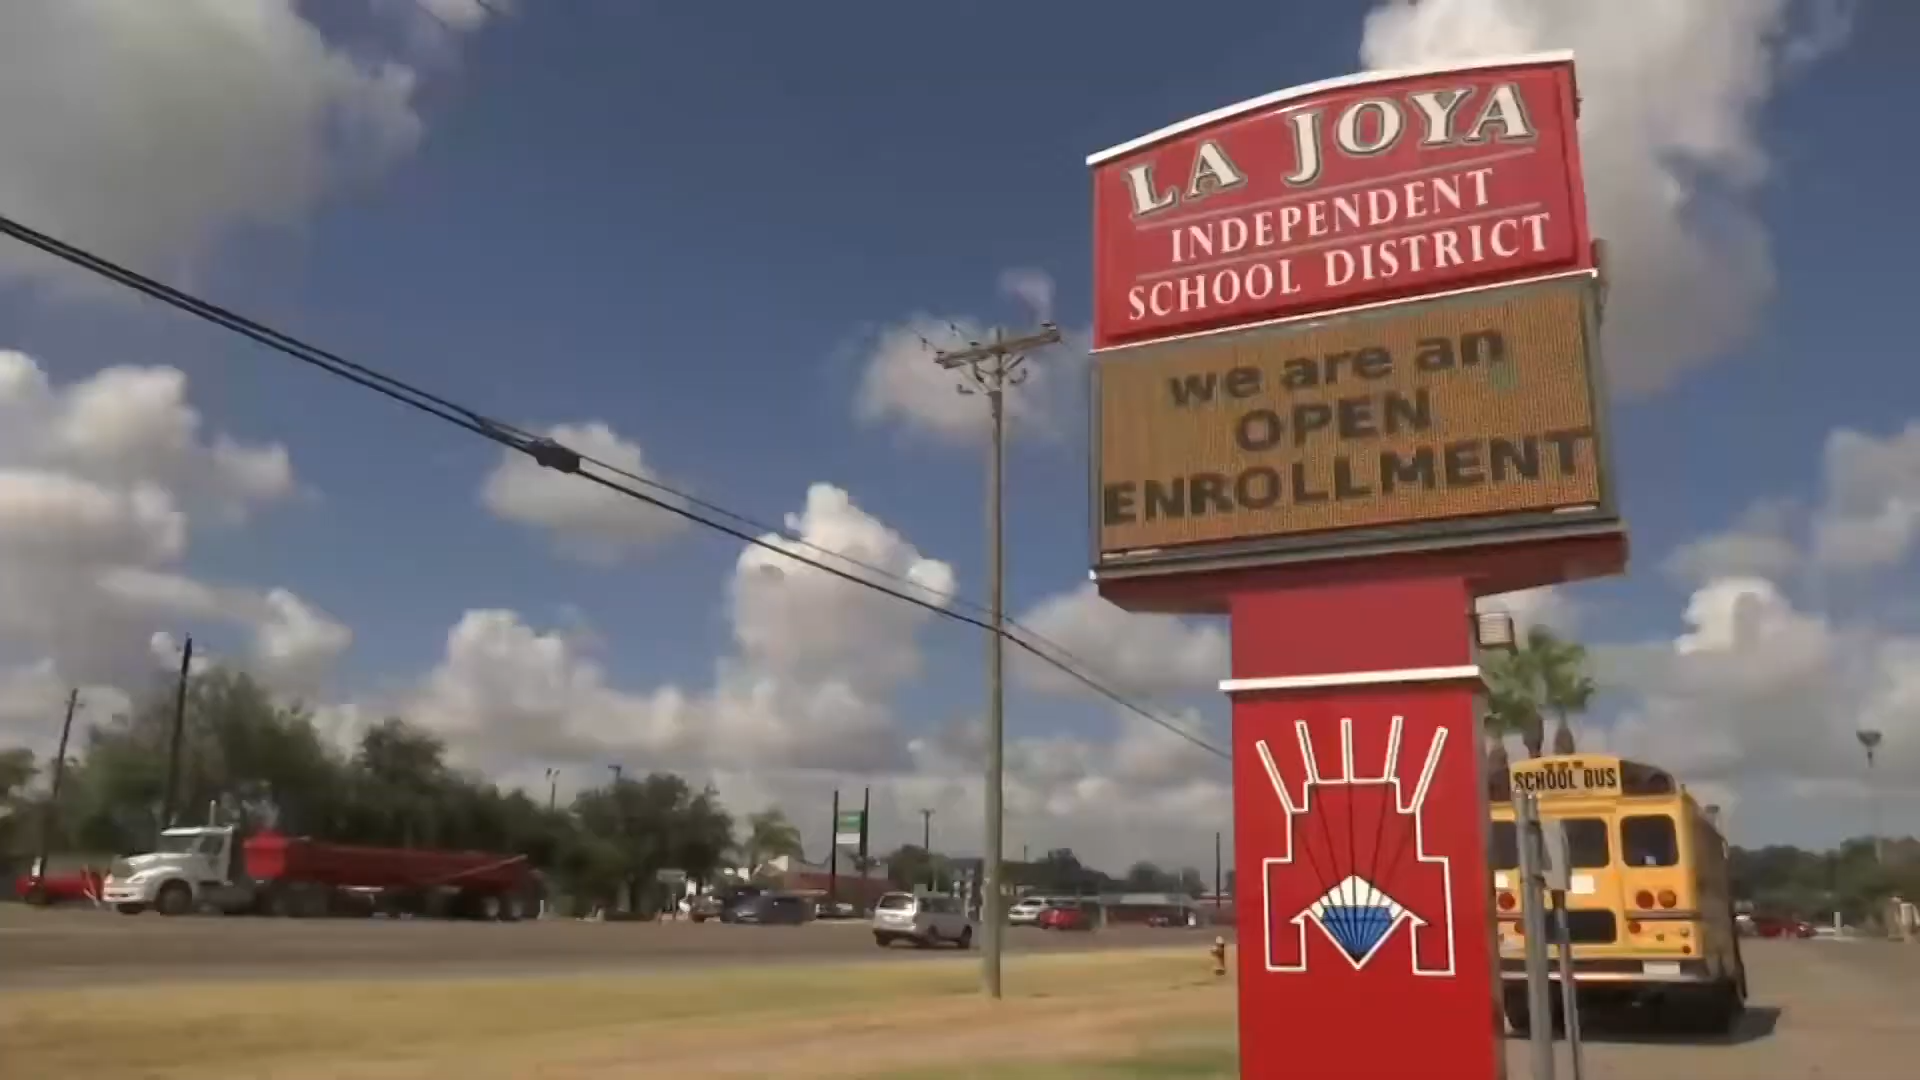 LA JOYA
INDEPENDENT
SCHOOL DISTRICT
we are an
OPEN
ENROLLMENT
SCHOOL BUS